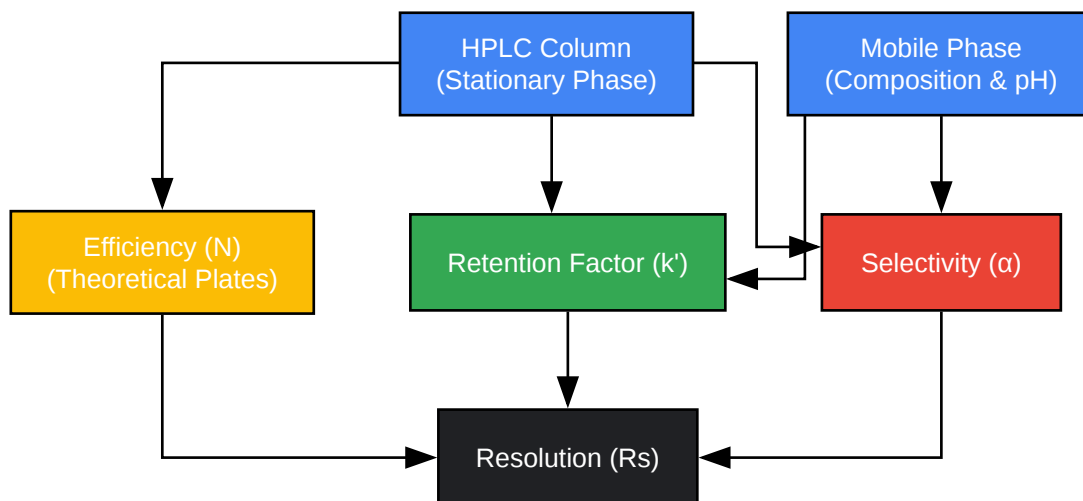 HPLC Column
(Stationary Phase)
Mobile Phase
(Composition & pH)
Efficiency (N)
(Theoretical Plates)
Retention Factor (k')
Selectivity (α)
Resolution (Rs)